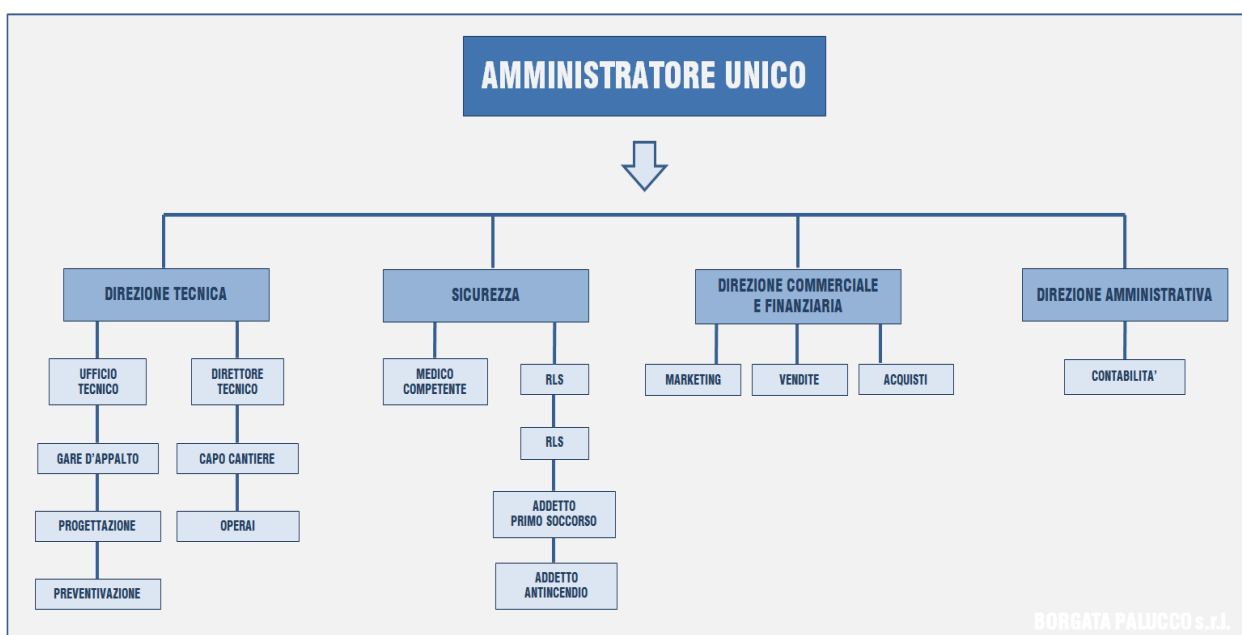 AMMINISTRATORE UNICO
DIREZIONE TECNICA
SICUREZZA
DIREZIONE COMMERCIALE
E FINANZIARIA
DIREZIONE AMMINISTRATIVA
UFFICIO
TECNICO
DIRETTORE
TECNICO
MEDICO
COMPETENTE
RLS
MARKETING
VENDITE
ACQUISTI
CONTABILITA’
GARE D’APPALTO
CAPO CANTIERE
RLS
PROGETTAZIONE
OPERAI
ADDETTO
PRIMO SOCCORSO
PREVENTIVAZIONE
ADDETTO
ANTINCENDIO
BORGATA PALUCCO s.r.l.